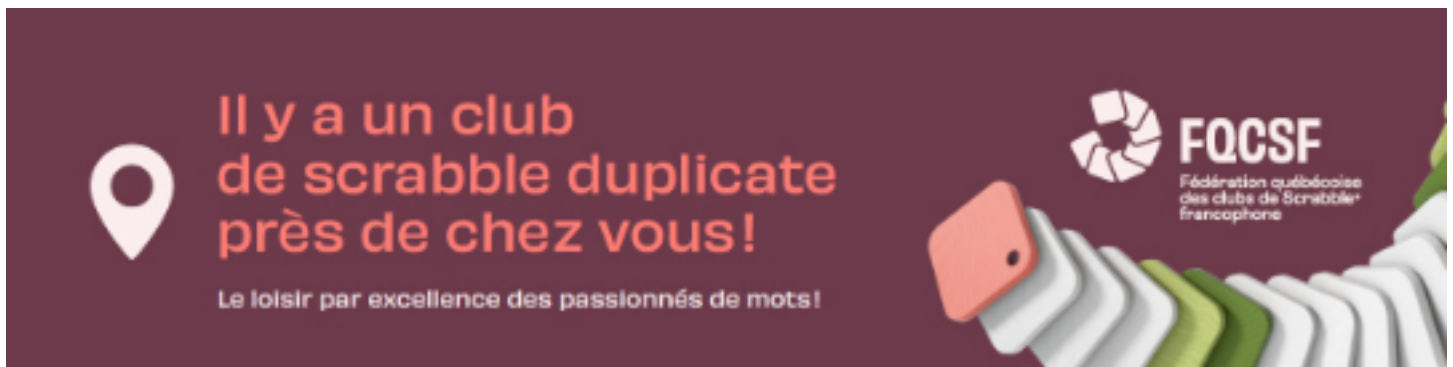 Il y a un club
de scrabble duplicate
près de chez vous !
Le loisir par excellence des passionnés de mots !
FQCSF
Fédération québécoise
des clubs de Scrabble®
francophone